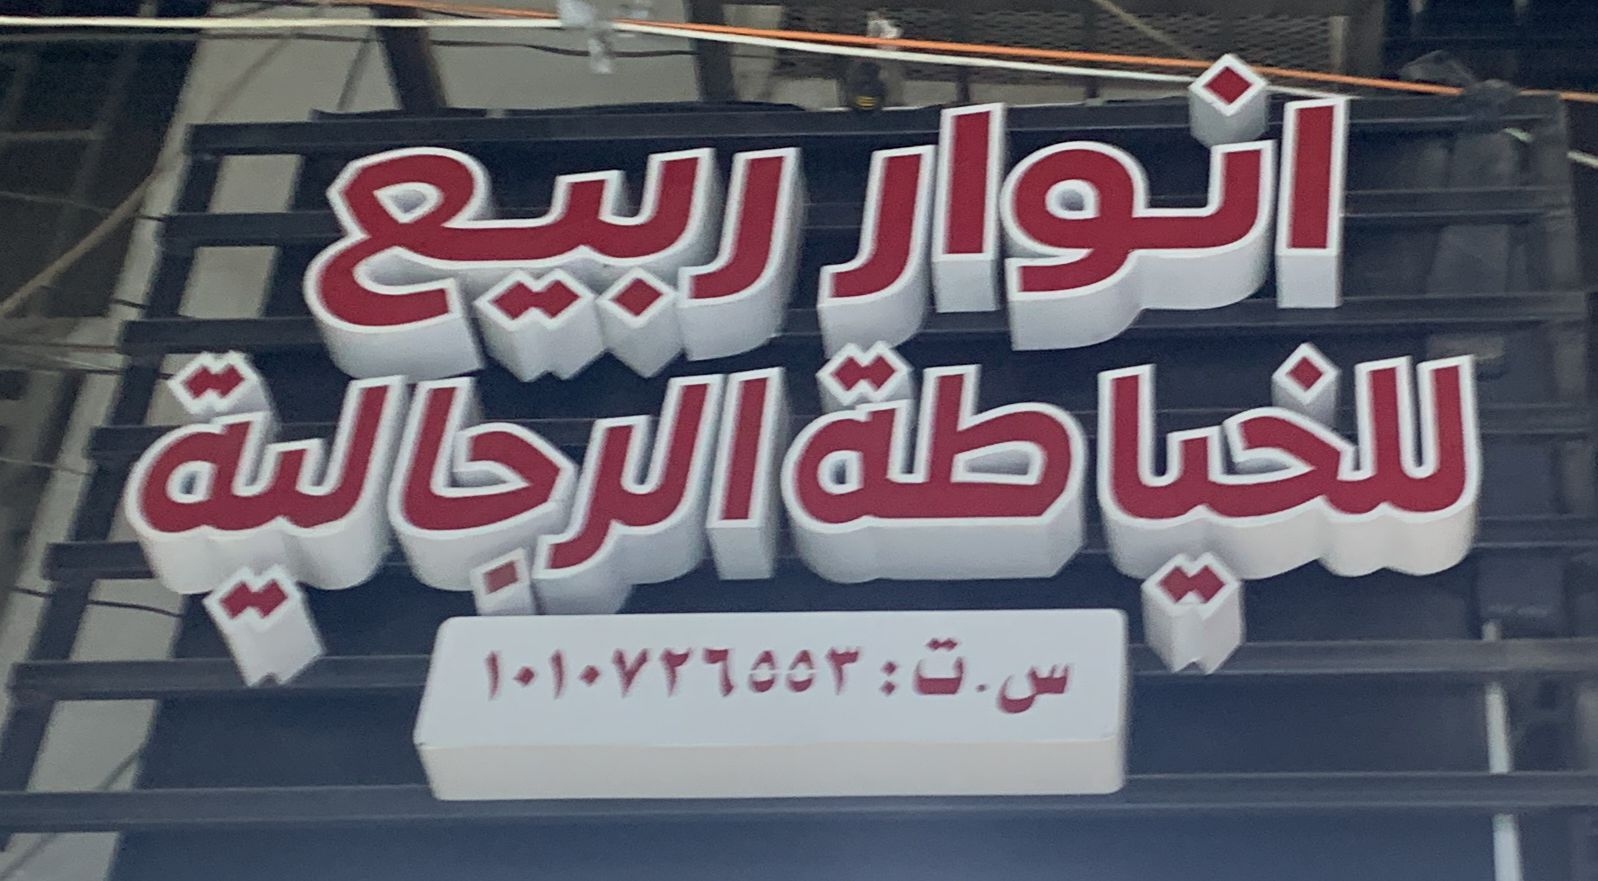 انوار ربيع
للخياطة الرجالية
س.ت: ١٠١٠٧٢٦٥٥٣